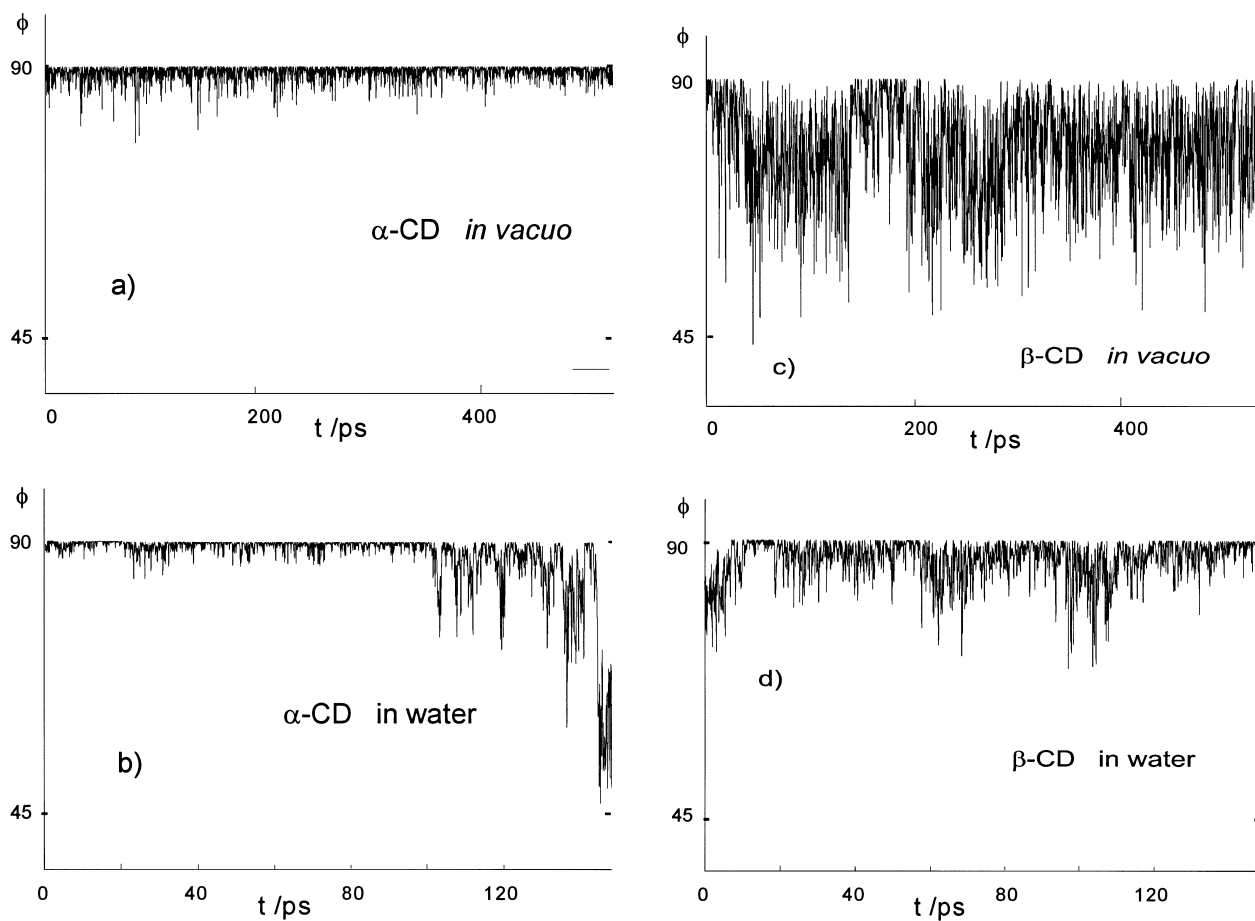 ϕ
90
α-CD in vacuo
a)
45
0 200 400
t /ps
ϕ
90
45
c)
β-CD in vacuo
0 200 400
t /ps
ϕ
90
α-CD in water
b)
45
0 40 80 120
t /ps
ϕ
90
d)
β-CD in water
45
0 40 80 120
t /ps